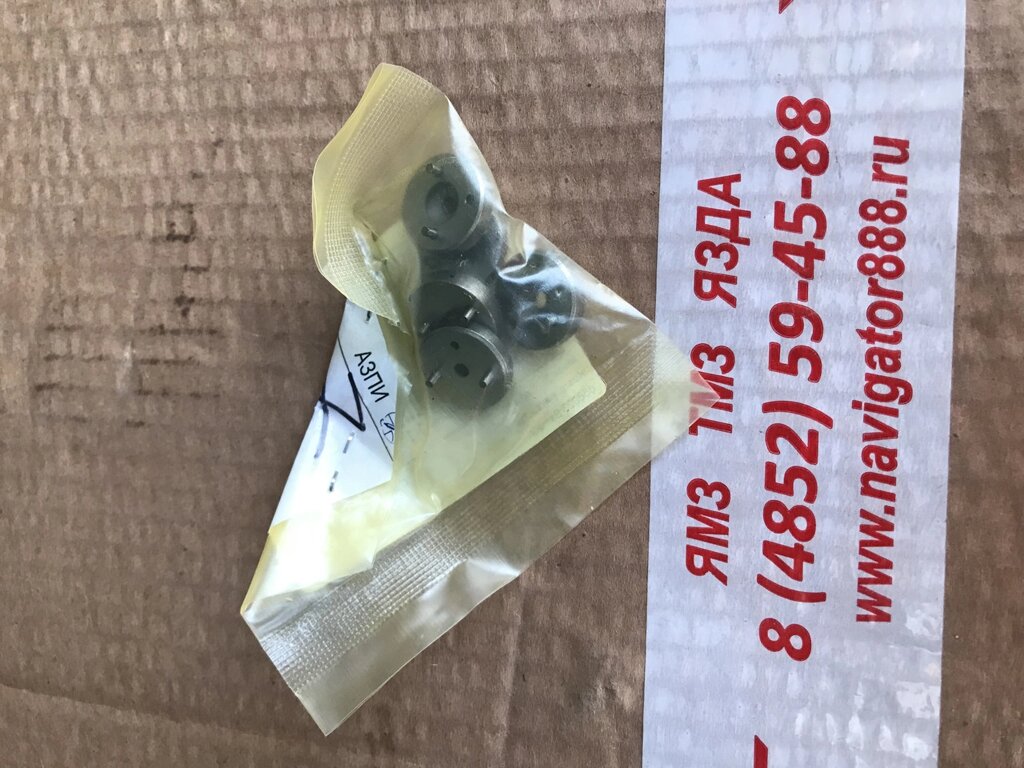 ЯМЗ ТМЗ ЯЗДА
8 (4852) 59-45-88
www.navigator888.ru
АЗПИ